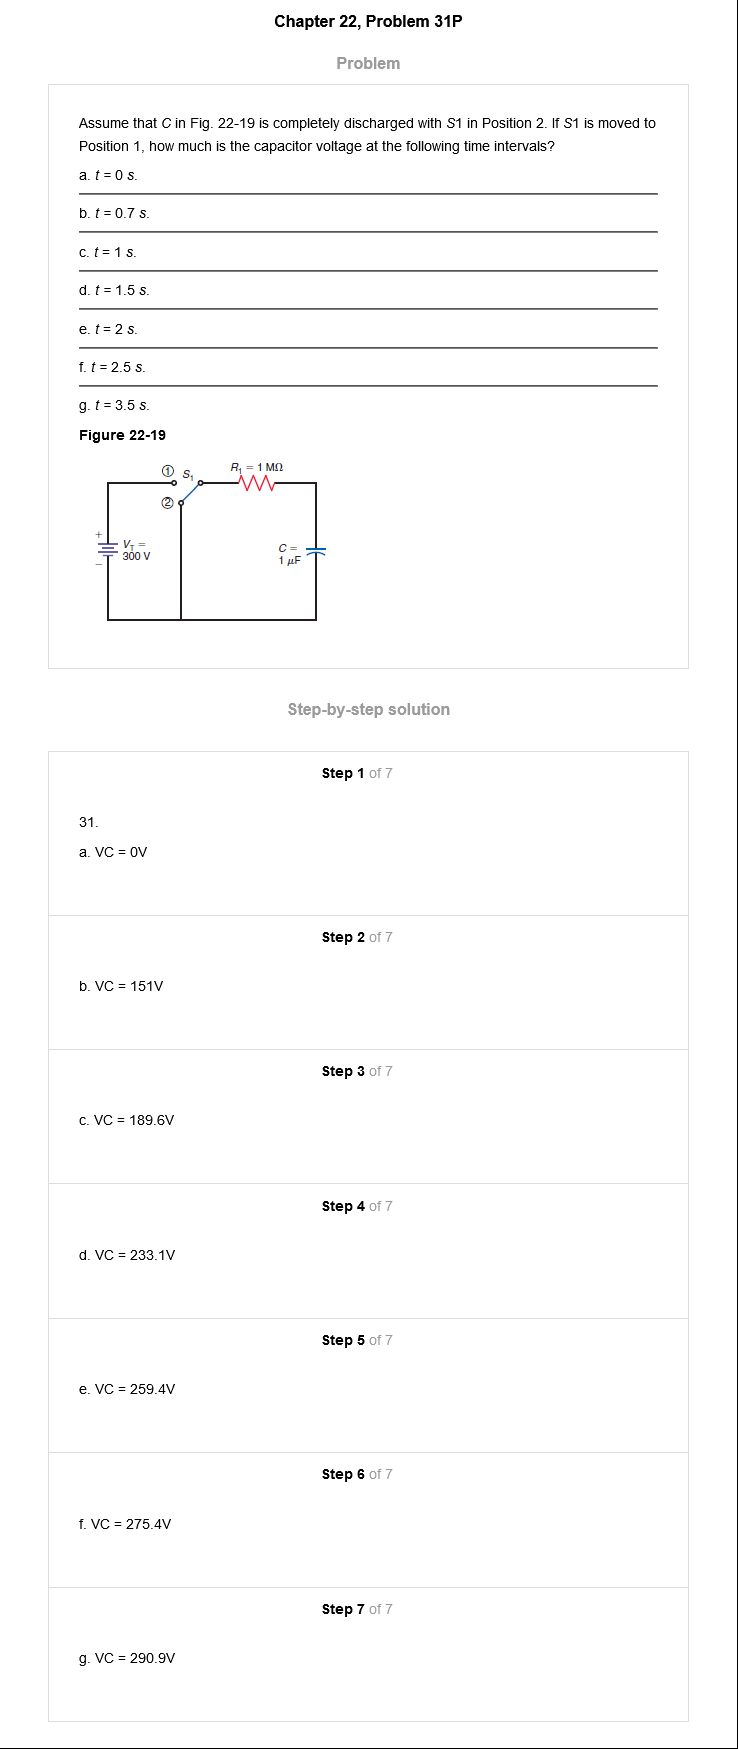 Chapter 22, Problem 31P
Problem
Assume that C in Fig. 22-19 is completely discharged with S1 in Position 2. If S1 is moved to
Position 1, how much is the capacitor voltage at the following time intervals?
a. t = 0 s.
b. t = 0.7 s.
c. t = 1 s.
d. t = 1.5 s.
e. t = 2 s.
f. t = 2.5 s.
g. t = 3.5 s.
Figure 22-19
① S₁ R₁ = 1 MΩ
②
+
V_T =
300 V
−
C =
1 μF
Step-by-step solution
Step 1 of 7
31.
a. VC = 0V
Step 2 of 7
b. VC = 151V
Step 3 of 7
c. VC = 189.6V
Step 4 of 7
d. VC = 233.1V
Step 5 of 7
e. VC = 259.4V
Step 6 of 7
f. VC = 275.4V
Step 7 of 7
g. VC = 290.9V